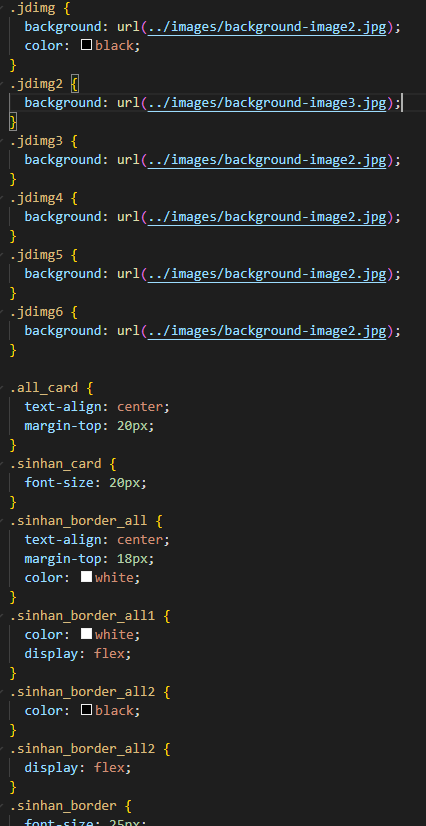 .jdimg {
background: url(../images/background-image2.jpg);
color: black;
}
.jdimg2 {
background: url(../images/background-image3.jpg);
}
.jdimg3 {
background: url(../images/background-image2.jpg);
}
.jdimg4 {
background: url(../images/background-image2.jpg);
}
.jdimg5 {
background: url(../images/background-image2.jpg);
}
.jdimg6 {
background: url(../images/background-image2.jpg);
}
.all_card {
text-align: center;
margin-top: 20px;
}
.sinhan_card {
font-size: 20px;
}
.sinhan_border_all {
text-align: center;
margin-top: 18px;
color: white;
}
.sinhan_border_all1 {
color: white;
display: flex;
}
.sinhan_border_all2 {
color: black;
}
.sinhan_border_all2 {
display: flex;
}
.sinhan_border {
font-size: 25px;